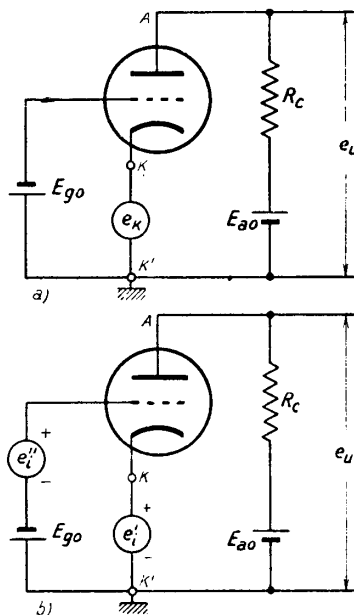 A
R_c
e_u
E_go
K
e_K
E_ao
K'
a)
A
R_c
e_u
+
e_i''
-
K
E_go
+
e_i'
-
E_ao
K'
b)